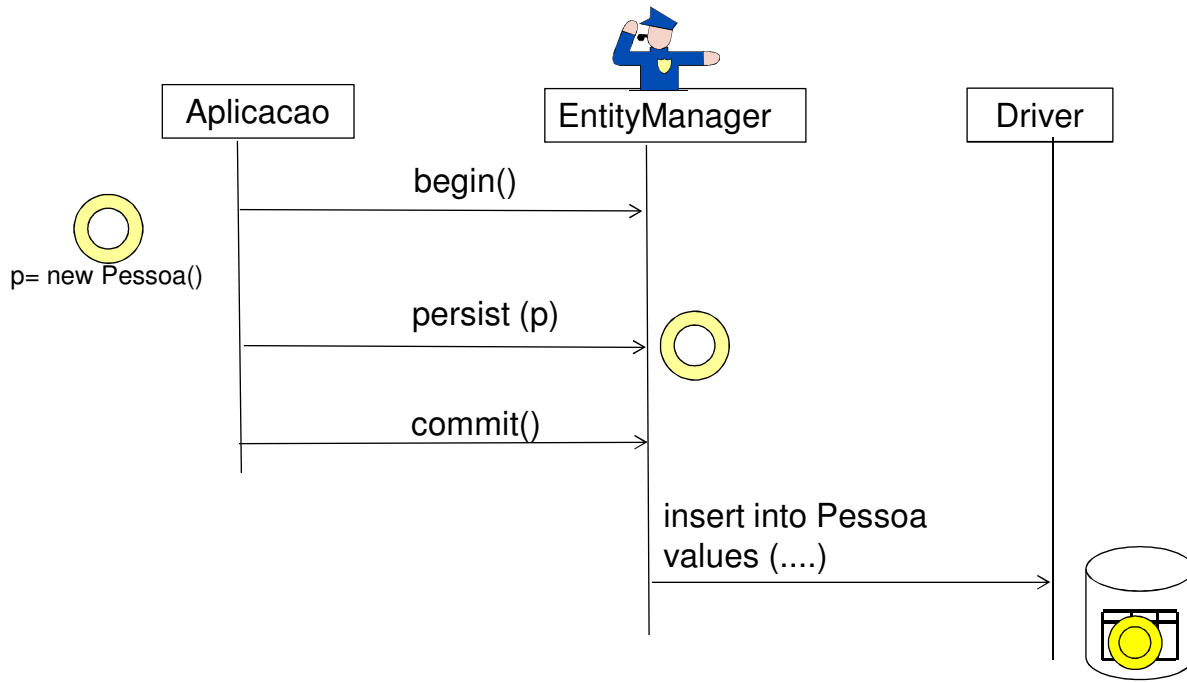 Aplicacao
EntityManager
Driver
begin()
p= new Pessoa()
persist (p)
commit()
insert into Pessoa
values (....)